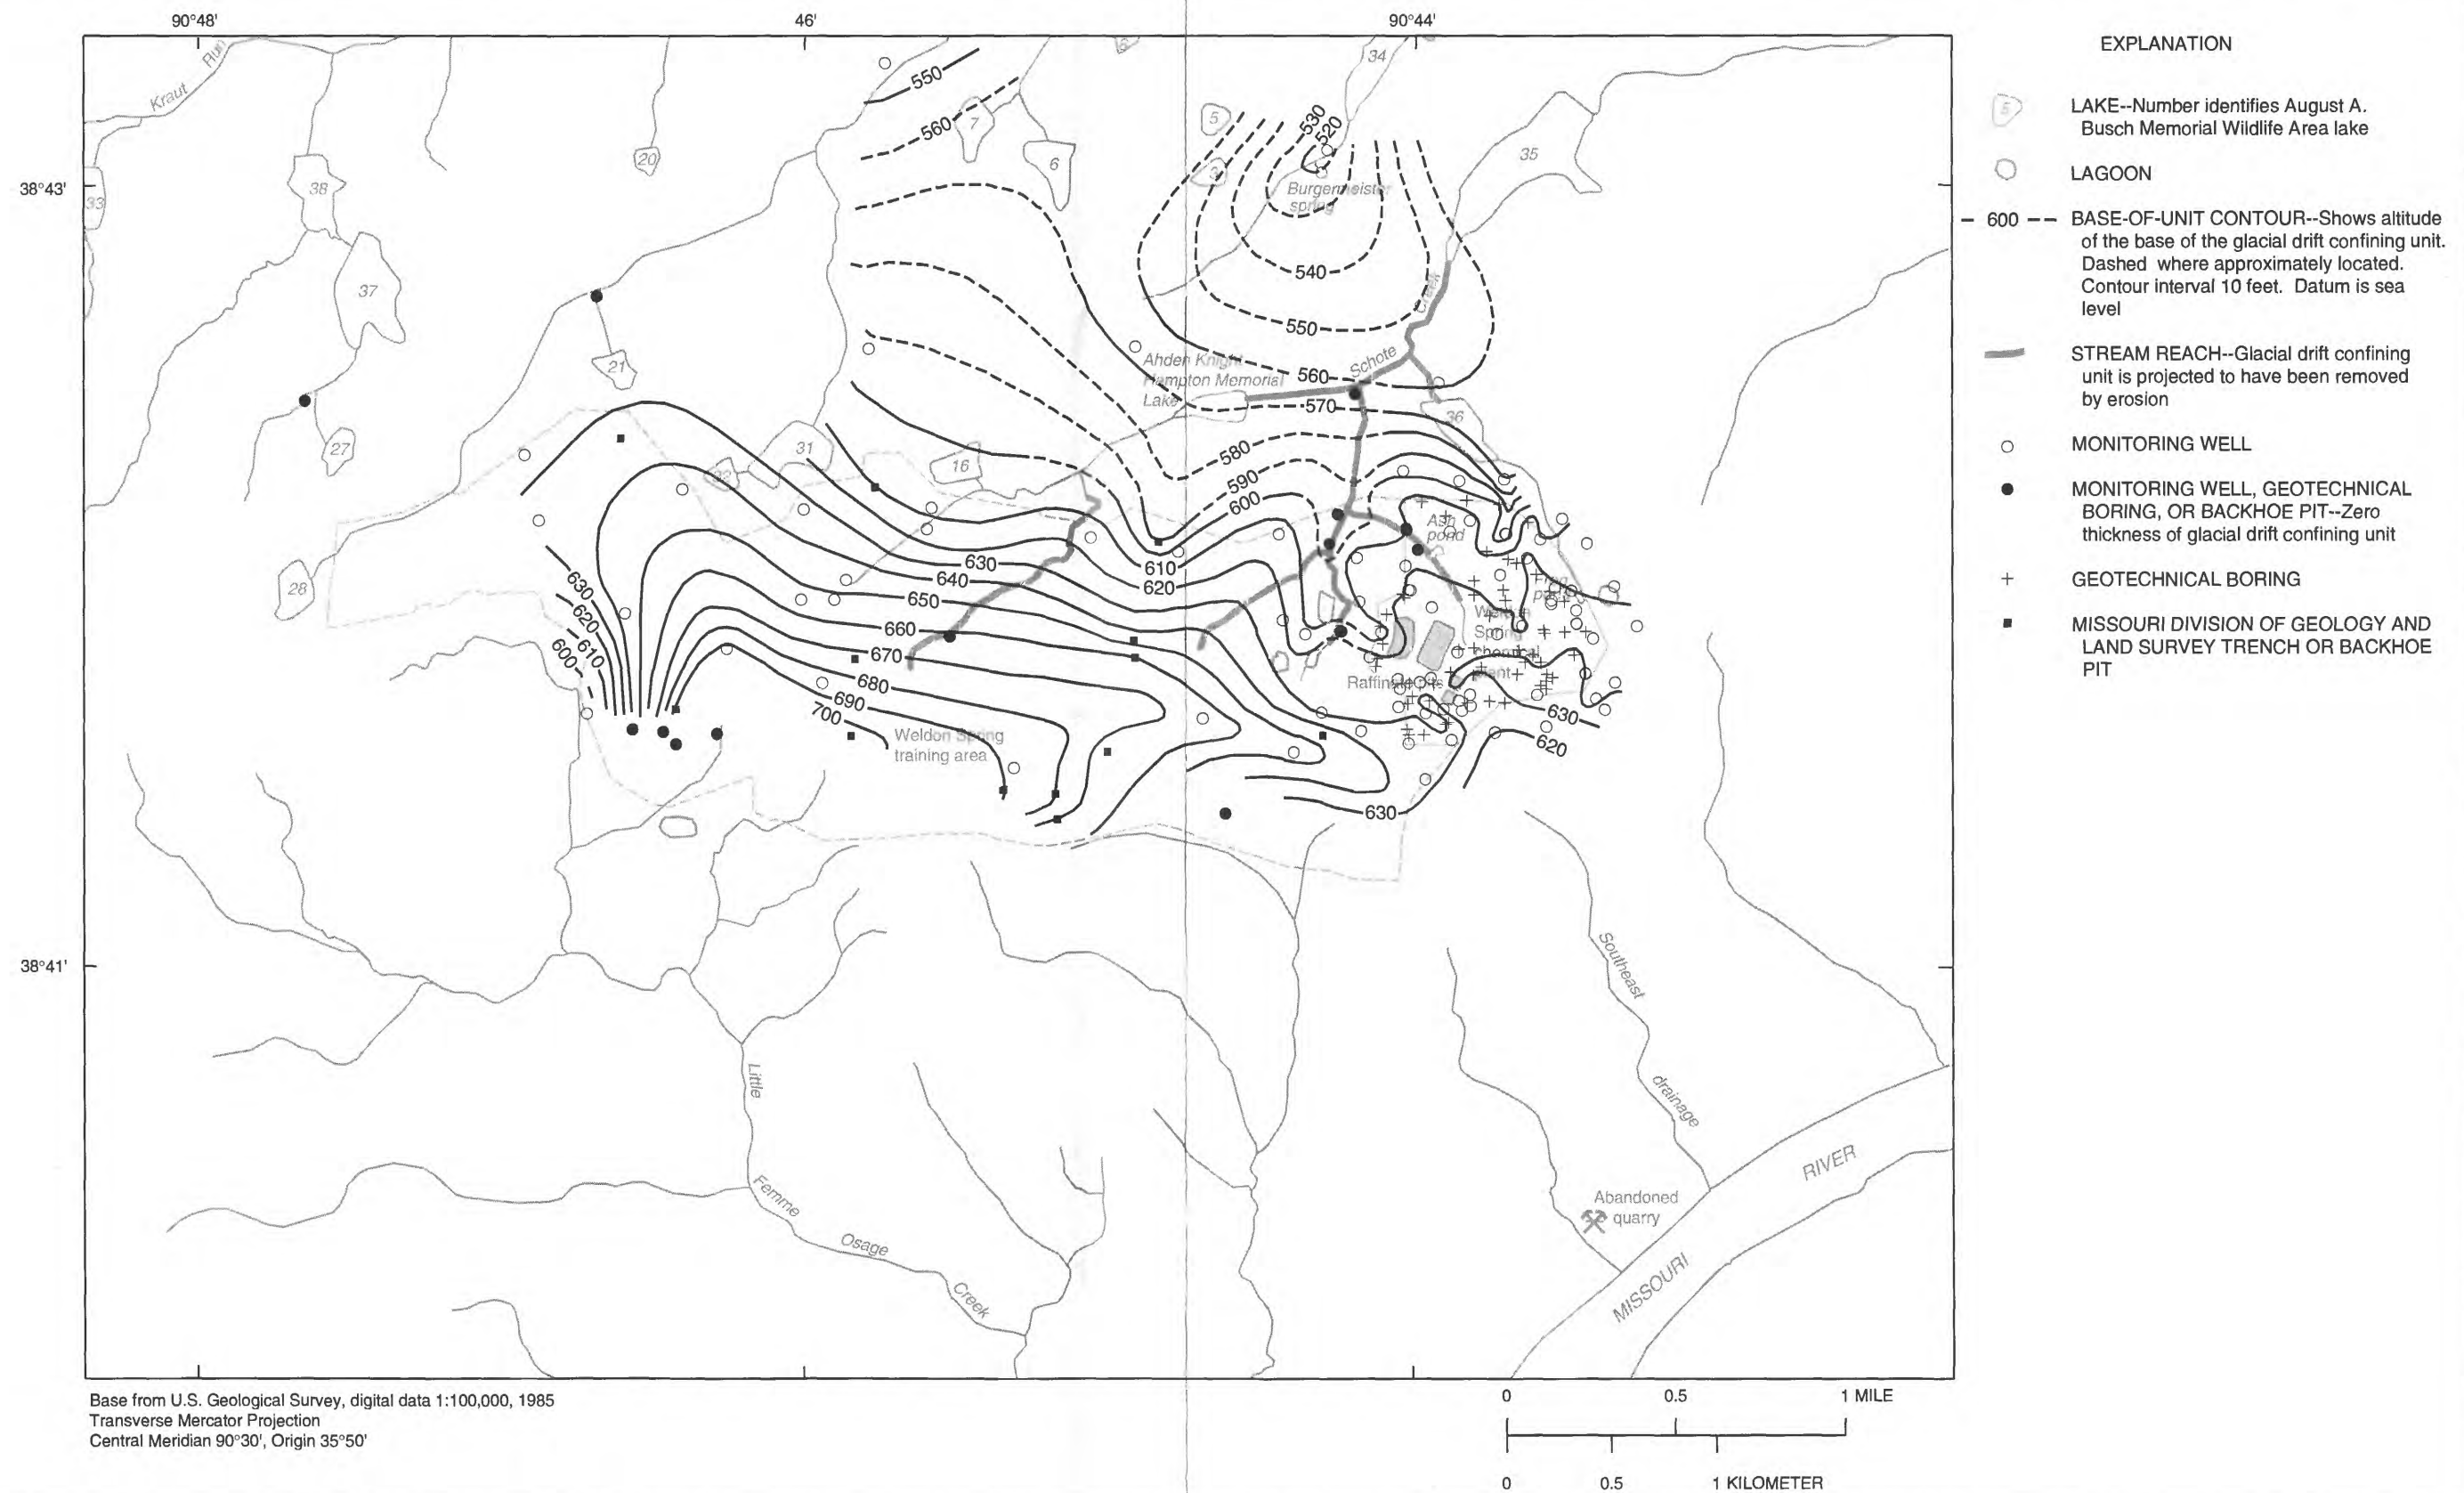 90°48'
46'
90°44'
38°43'
38°41'
Kraut
Run
33
38
37
27
28
20
21
22
31
16
7
6
6
5
3
34
35
36
550
560
530
520
Burgermeister
spring
540
550
560
570
580
590
600
610
620
630
640
650
660
670
680
690
700
630
620
610
600
630
620
630
Ahden Knight
Hampton Memorial
Lake
Schote
Creek
Ash
pond
Frog
pond
Weldon
Spring
chemical
plant
Raffinate pits
Weldon Spring
training area
Little
Femme
Osage
Creek
Southeast
drainage
Abandoned
quarry
MISSOURI
RIVER
EXPLANATION
5
LAKE--Number identifies August A.
Busch Memorial Wildlife Area lake
LAGOON
— 600 — —
BASE-OF-UNIT CONTOUR--Shows altitude
of the base of the glacial drift confining unit.
Dashed where approximately located.
Contour interval 10 feet. Datum is sea
level
STREAM REACH--Glacial drift confining
unit is projected to have been removed
by erosion
MONITORING WELL
MONITORING WELL, GEOTECHNICAL
BORING, OR BACKHOE PIT--Zero
thickness of glacial drift confining unit
GEOTECHNICAL BORING
MISSOURI DIVISION OF GEOLOGY AND
LAND SURVEY TRENCH OR BACKHOE
PIT
Base from U.S. Geological Survey, digital data 1:100,000, 1985
Transverse Mercator Projection
Central Meridian 90°30', Origin 35°50'
0 0.5 1 MILE
0 0.5 1 KILOMETER